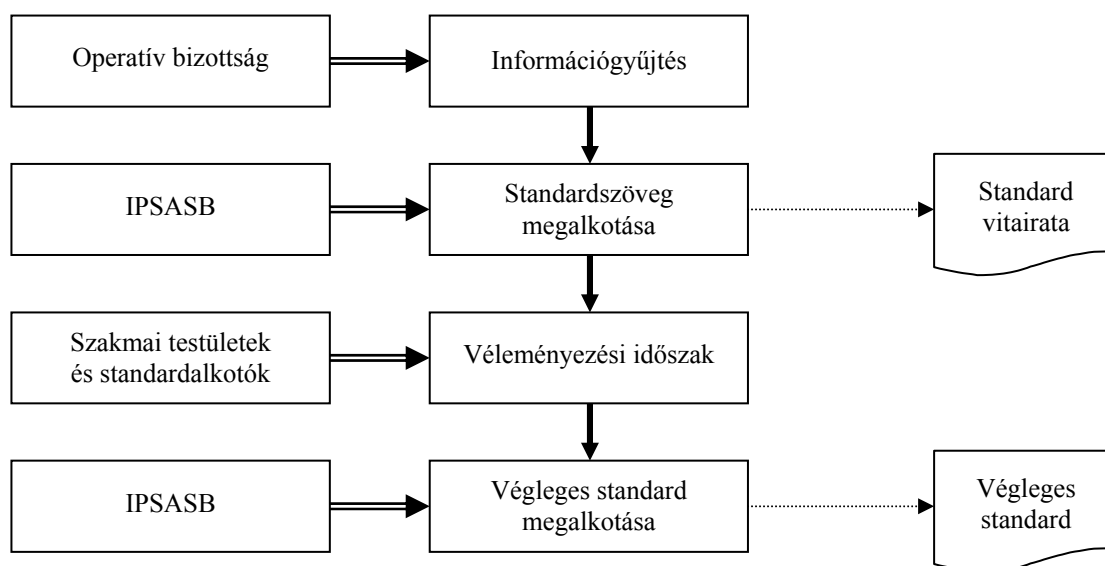 Operatív bizottság
Információgyűjtés
IPSASB
Standardszöveg
megalkotása
Standard
vitairata
Szakmai testületek
és standardalkotók
Véleményezési időszak
IPSASB
Végleges standard
megalkotása
Végleges
standard